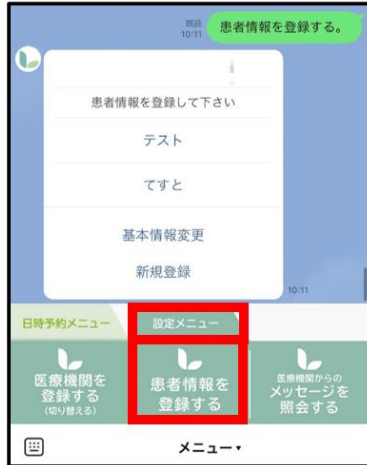 既読
10:11
患者情報を登録する。
患者情報を登録して下さい
テスト
てすと
基本情報変更
新規登録
10:11
日時予約メニュー
設定メニュー
医療機関を
登録する
(切り替える)
患者情報を
登録する
医療機関からの
メッセージを
照会する
メニュー▾